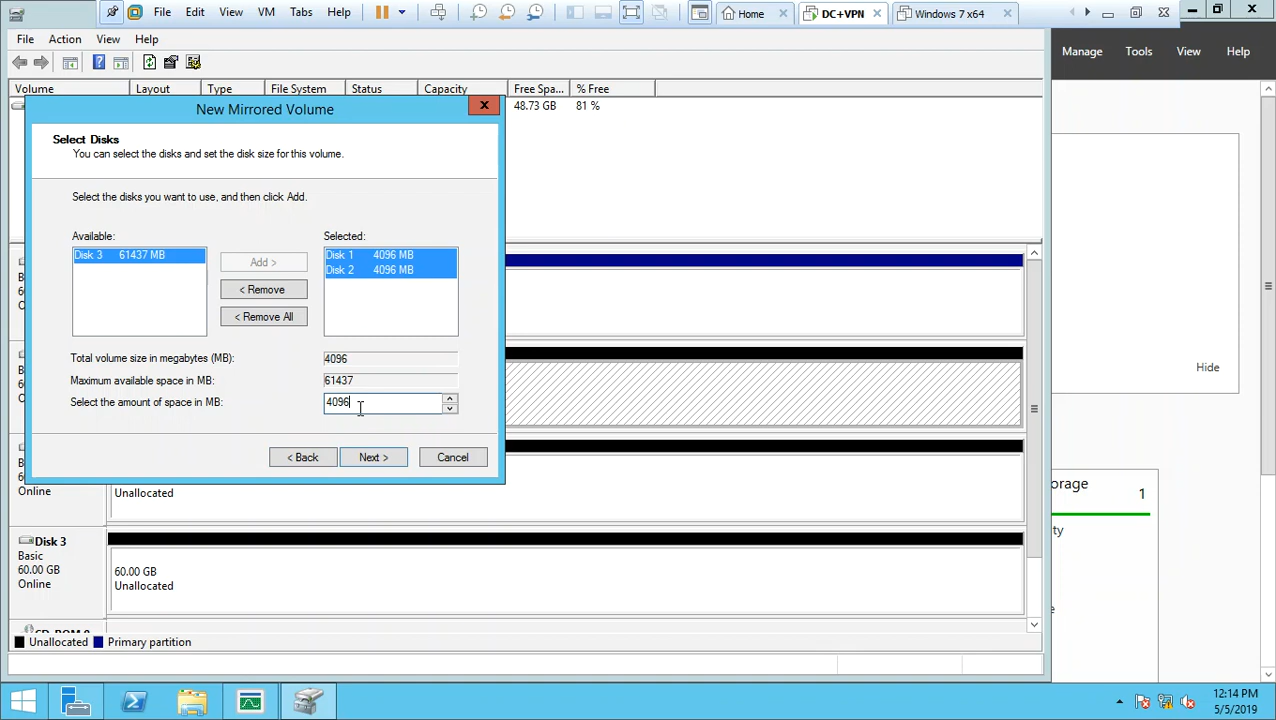 File Edit View VM Tabs Help
Home DC+VPN Windows 7 x64
File Action View Help
Manage Tools View Help
Volume Layout Type File System Status Capacity Free Spa... % Free
48.73 GB 81 %
New Mirrored Volume
Select Disks
You can select the disks and set the disk size for this volume.
Select the disks you want to use, and then click Add.
Available: Selected:
Disk 3 61437 MB
Add >
Disk 1 4096 MB
Disk 2 4096 MB
< Remove
< Remove All
Total volume size in megabytes (MB): 4096
Maximum available space in MB: 61437
Select the amount of space in MB: 4096
< Back Next > Cancel
Hide
Online
Unallocated
orage 1
ty
Disk 3
Basic
60.00 GB
Online
60.00 GB
Unallocated
Unallocated Primary partition
12:14 PM
5/5/2019